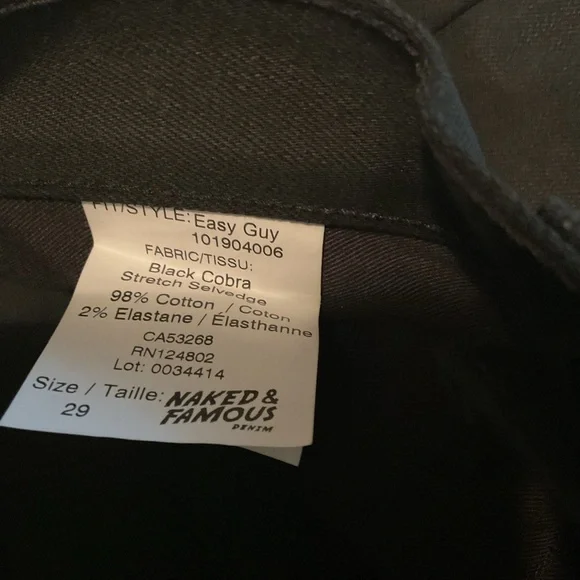 FIT/STYLE: Easy Guy
101904006
FABRIC/TISSU:
Black Cobra
Stretch Selvedge
98% Cotton / Coton
2% Elastane / Élasthanne
CA53268
RN124802
Lot: 0034414
Size / Taille:
29
NAKED &
FAMOUS
DENIM